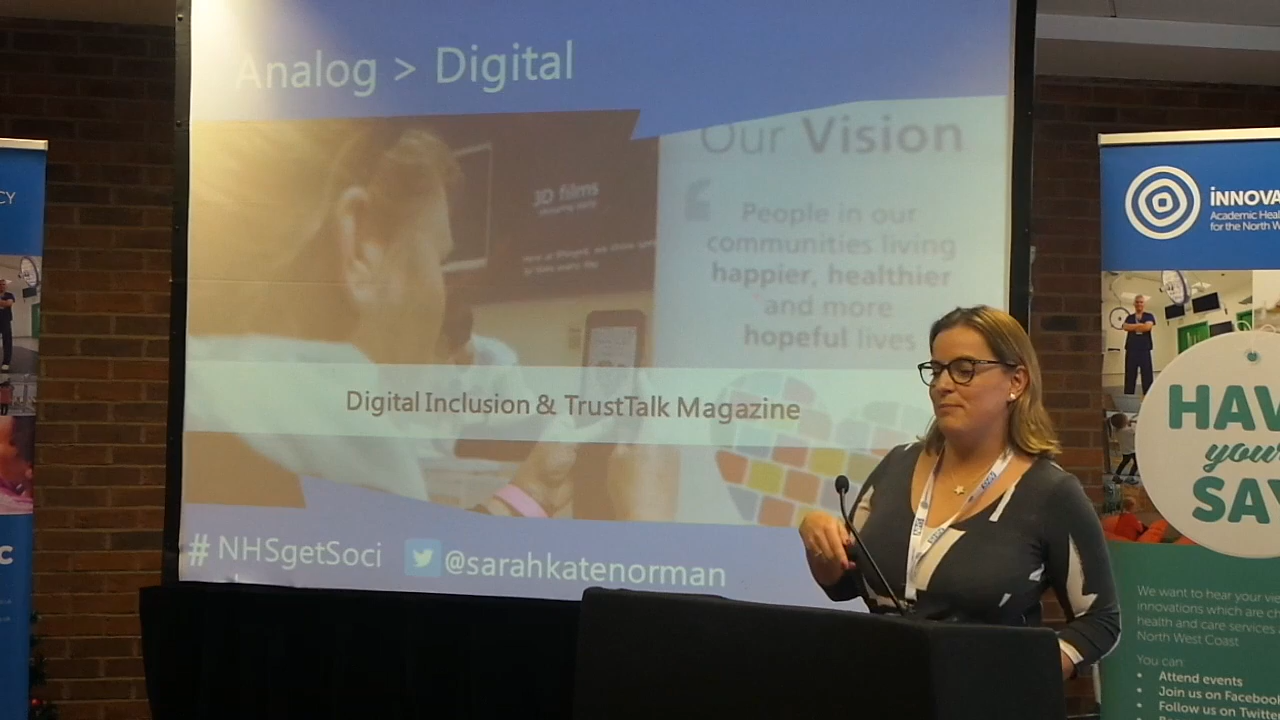 Analog > Digital
3D films
Our Vision
People in our
communities living
happier, healthier
and more
hopeful lives
Digital Inclusion & TrustTalk Magazine
# NHSgetSoci
@sarahkatenorman
CY
C
INNOVA
Academic Heal
for the North W
HAV
your
SAY
We want to hear your vie
innovations which are ch
health and care services
North West Coast.
You can:
• Attend events
• Join us on Facebook
• Follow us on Twitte